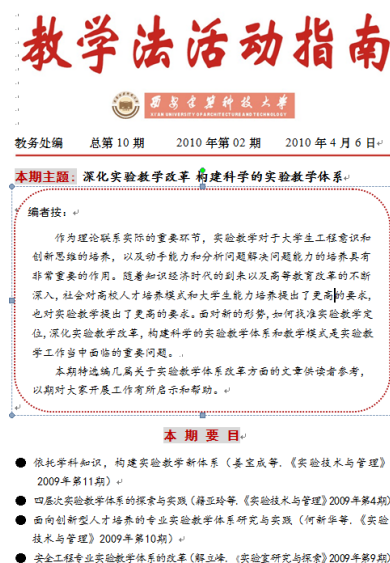 教学法活动指南
西安建筑科技大学
XI'AN UNIVERSITY OF ARCHITECTURE AND TECHNOLOGY
教务处编 总第10期 2010年第02期 2010年4月6日
本期主题：深化实验教学改革 构建科学的实验教学体系
编者按：
作为理论联系实际的重要环节，实验教学对于大学生工程意识和
创新思维的培养，以及动手能力和分析问题解决问题能力的培养具有
非常重要的作用。随着知识经济时代的到来以及高等教育改革的不断
深入，社会对高校人才培养模式和大学生能力培养提出了更高的要求，
也对实验教学提出了更高的要求。面对新的形势，如何找准实验教学定
位，深化实验教学改革，构建科学的实验教学体系和教学模式是实验教
学工作当中面临的重要问题。
本期特选编几篇关于实验教学体系改革方面的文章供读者参考，
以期对大家开展工作有所启示和帮助。
本 期 要 目
● 依托学科知识，构建实验教学新体系（姜宝成等.《实验技术与管理》
2009年第11期）
● 四层次实验教学体系的探索与实践（籍亚玲等.《实验技术与管理》2009年第4期）
● 面向创新型人才培养的专业实验教学体系研究与实践（何新华等.《实验
技术与管理》2009年第10期）
● 安全工程专业实验教学体系的改革（解立峰.《实验室研究与探索》2009年第9期）